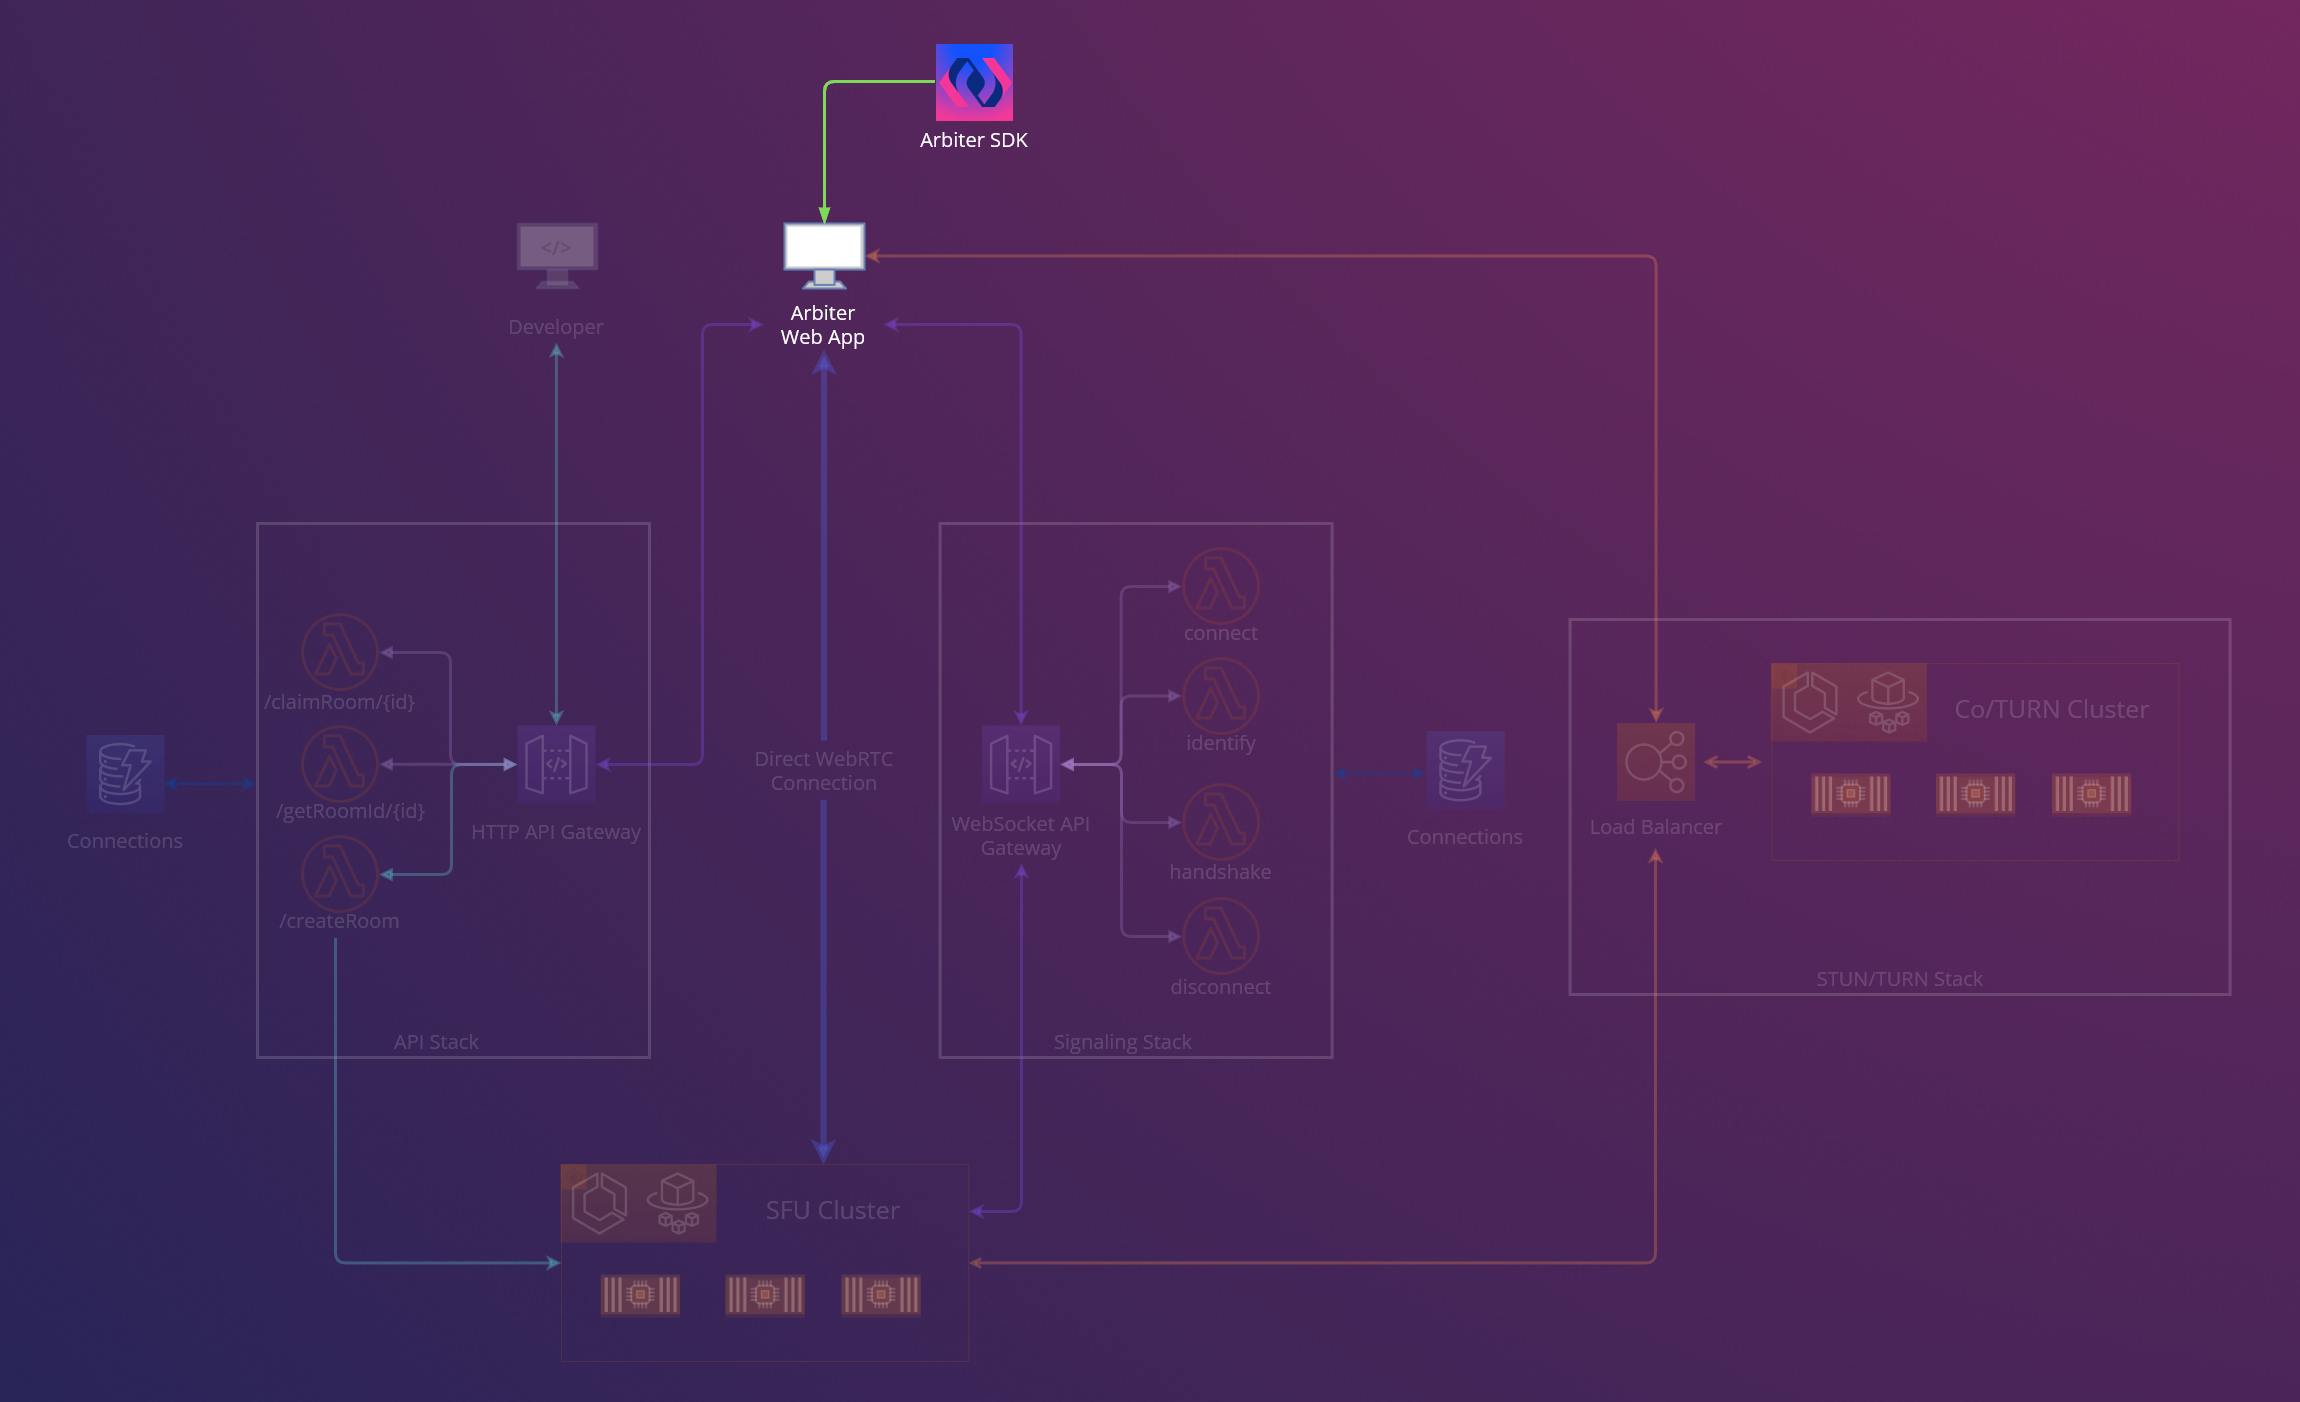 Arbiter SDK
</>
Developer
Arbiter
Web App
/claimRoom/{id}
/getRoomId/{id}
/createRoom
</>
HTTP API Gateway
API Stack
Connections
Direct WebRTC
Connection
</>
WebSocket API
Gateway
connect
identify
handshake
disconnect
Signaling Stack
Connections
Load Balancer
Co/TURN Cluster
STUN/TURN Stack
SFU Cluster